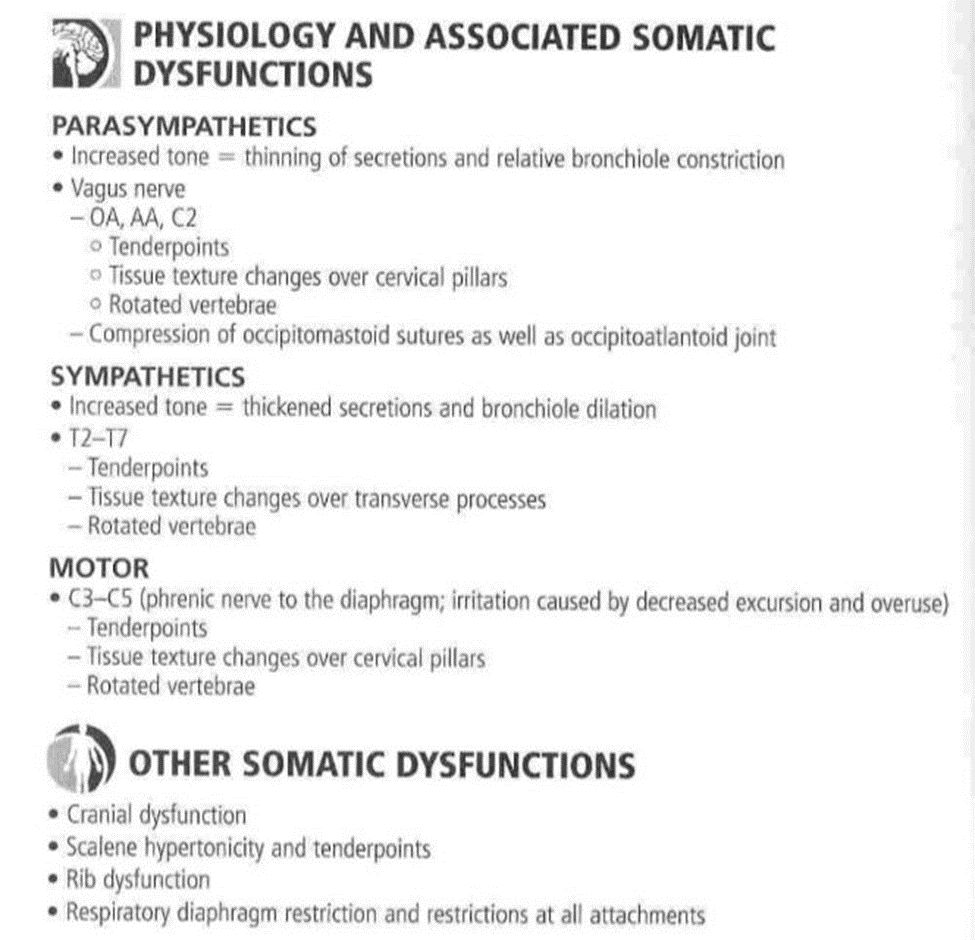 PHYSIOLOGY AND ASSOCIATED SOMATIC
DYSFUNCTIONS
PARASYMPATHETICS
• Increased tone = thinning of secretions and relative bronchiole constriction
• Vagus nerve
– OA, AA, C2
○ Tenderpoints
○ Tissue texture changes over cervical pillars
○ Rotated vertebrae
– Compression of occipitomastoid sutures as well as occipitoatlantoid joint
SYMPATHETICS
• Increased tone = thickened secretions and bronchiole dilation
• T2–T7
– Tenderpoints
– Tissue texture changes over transverse processes
– Rotated vertebrae
MOTOR
• C3–C5 (phrenic nerve to the diaphragm; irritation caused by decreased excursion and overuse)
– Tenderpoints
– Tissue texture changes over cervical pillars
– Rotated vertebrae
OTHER SOMATIC DYSFUNCTIONS
• Cranial dysfunction
• Scalene hypertonicity and tenderpoints
• Rib dysfunction
• Respiratory diaphragm restriction and restrictions at all attachments